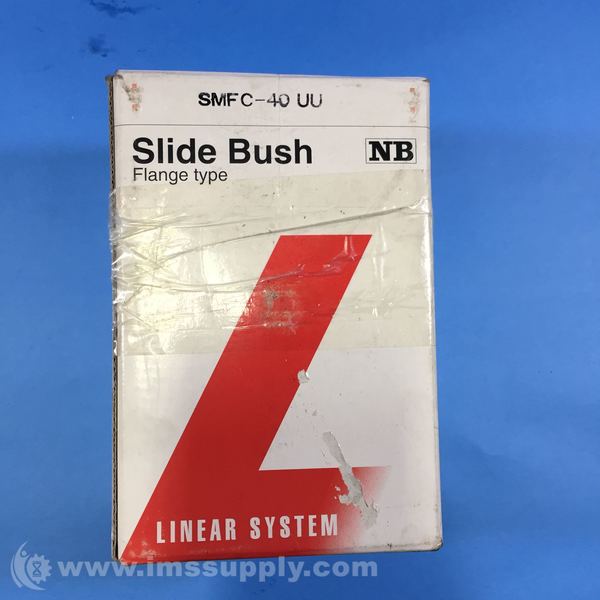 SMFC-40 UU
Slide Bush
Flange type
NB
LINEAR SYSTEM
www.imssupply.com